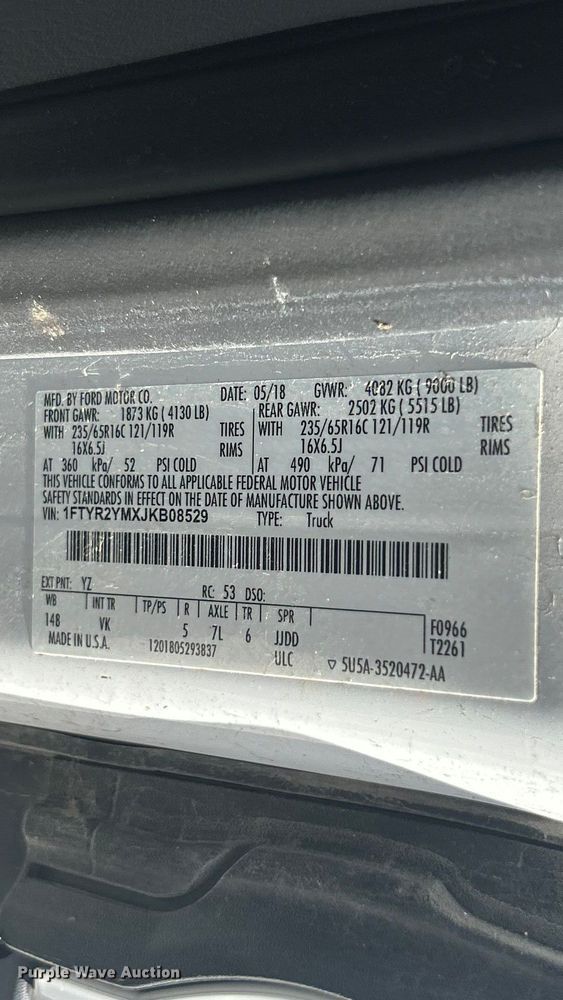 MFD. BY FORD MOTOR CO. DATE: 05/18 GVWR: 4082 KG ( 9000 LB)
FRONT GAWR: 1873 KG ( 4130 LB) REAR GAWR: 2502 KG ( 5515 LB)
WITH 235/65R16C 121/119R TIRES WITH 235/65R16C 121/119R TIRES
16X6.5J RIMS 16X6.5J RIMS
AT 360 kPa/ 52 PSI COLD AT 490 kPa/ 71 PSI COLD
THIS VEHICLE CONFORMS TO ALL APPLICABLE FEDERAL MOTOR VEHICLE
SAFETY STANDARDS IN EFFECT ON THE DATE OF MANUFACTURE SHOWN ABOVE.
VIN: 1FTYR2YMXJKB08529 TYPE: Truck
EXT PNT: YZ RC: 53 DSO:
WB INT TR TP/PS R AXLE TR SPR
148 VK 5 7L 6 JJDD F0966
MADE IN U.S.A. 1201805293837 ULC T2261
▽ 5U5A-3520472-AA
Purple Wave Auction